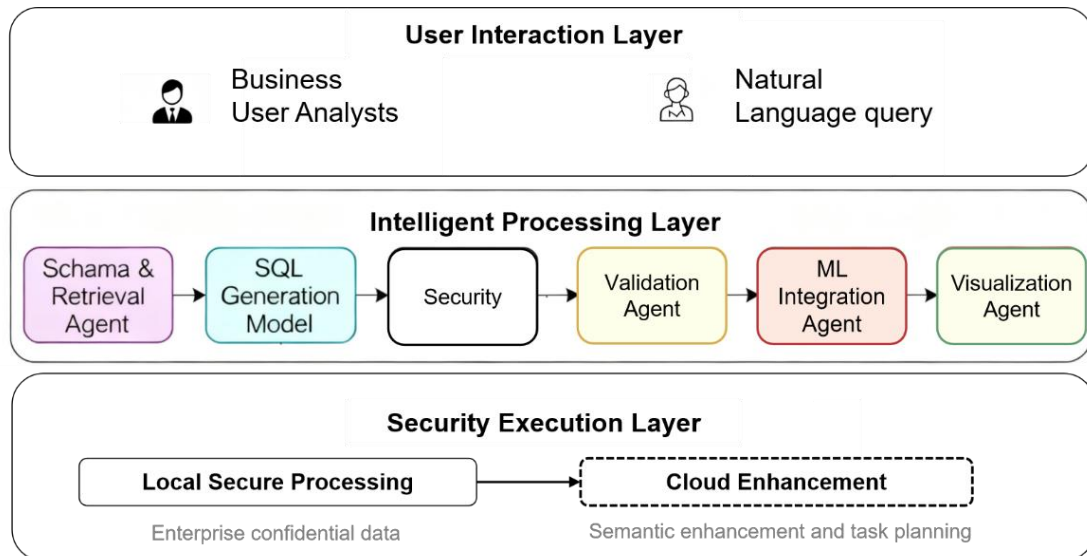 User Interaction Layer
Business
User Analysts
Natural
Language query
Intelligent Processing Layer
Schama &
Retrieval
Agent
SQL
Generation
Model
Security
Validation
Agent
ML
Integration
Agent
Visualization
Agent
Security Execution Layer
Local Secure Processing
Cloud Enhancement
Enterprise confidential data
Semantic enhancement and task planning